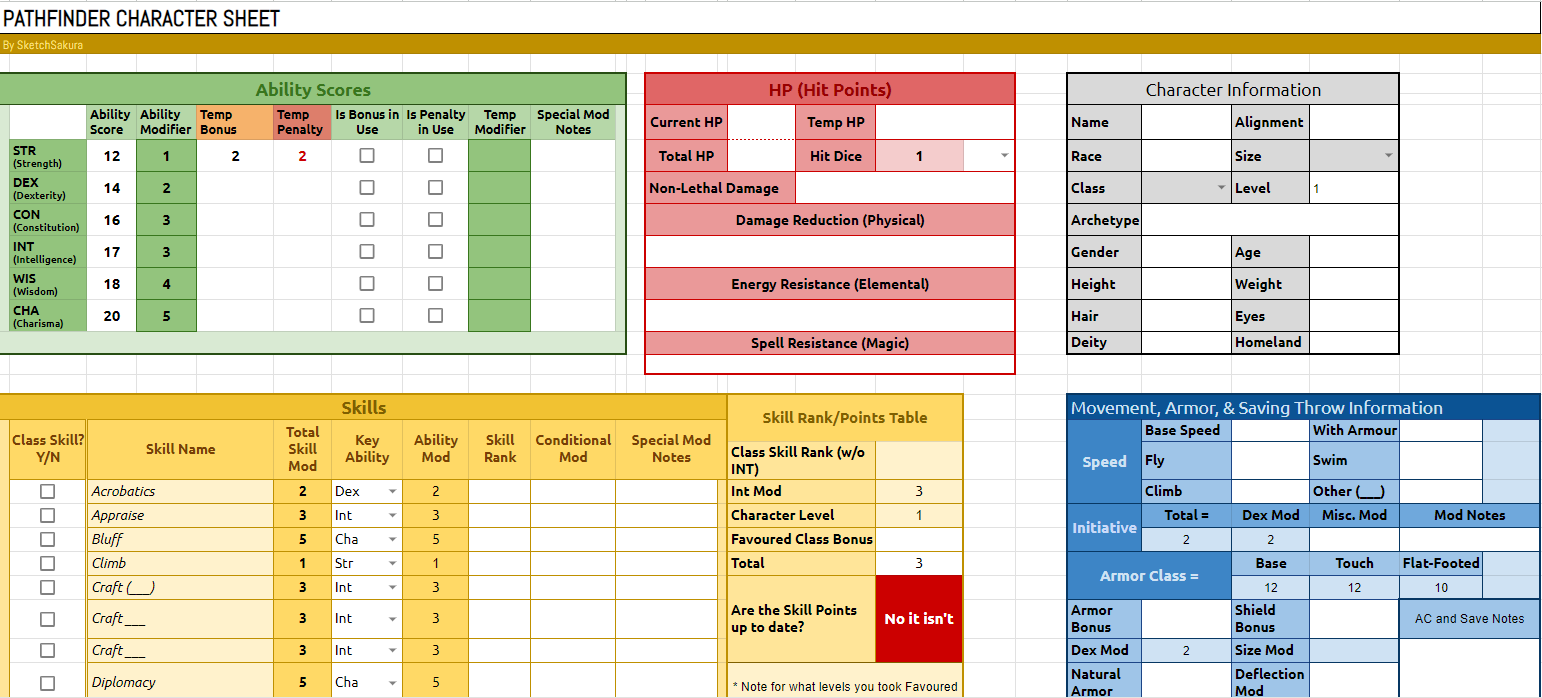 PATHFINDER CHARACTER SHEET
By SketchSakura
Ability Scores
Ability Score Ability Modifier Temp Bonus Temp Penalty Is Bonus in Use Is Penalty in Use Temp Modifier Special Mod Notes
STR (Strength) 12 1 2 2
DEX (Dexterity) 14 2
CON (Constitution) 16 3
INT (Intelligence) 17 3
WIS (Wisdom) 18 4
CHA (Charisma) 20 5
HP (Hit Points)
Current HP Temp HP
Total HP Hit Dice 1
Non-Lethal Damage
Damage Reduction (Physical)
Energy Resistance (Elemental)
Spell Resistance (Magic)
Character Information
Name Alignment
Race Size
Class Level 1
Archetype
Gender Age
Height Weight
Hair Eyes
Deity Homeland
Skills
Class Skill? Y/N Skill Name Total Skill Mod Key Ability Ability Mod Skill Rank Conditional Mod Special Mod Notes
Acrobatics 2 Dex 2
Appraise 3 Int 3
Bluff 5 Cha 5
Climb 1 Str 1
Craft (___) 3 Int 3
Craft ___ 3 Int 3
Craft ___ 3 Int 3
Diplomacy 5 Cha 5
Skill Rank/Points Table
Class Skill Rank (w/o INT)
Int Mod 3
Character Level 1
Favoured Class Bonus
Total 3
Are the Skill Points up to date? No it isn't
* Note for what levels you took Favoured
Movement, Armor, & Saving Throw Information
Speed
Base Speed With Armour
Fly Swim
Climb Other (___)
Initiative
Total = Dex Mod Misc. Mod Mod Notes
2 2
Armor Class =
Base Touch Flat-Footed
12 12 10
Armor Bonus Shield Bonus AC and Save Notes
Dex Mod 2 Size Mod
Natural Armor Deflection Mod